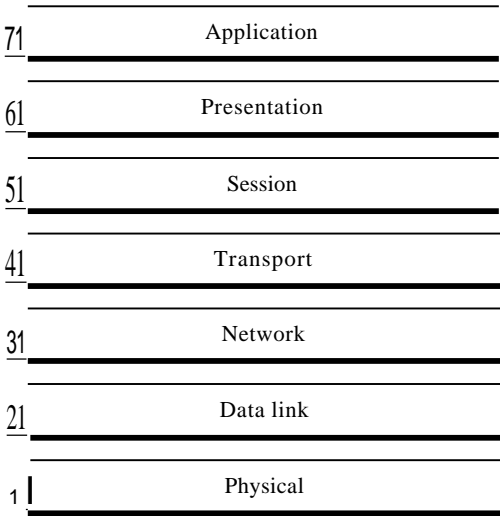 71 Application
61 Presentation
51 Session
41 Transport
31 Network
21 Data link
1 Physical